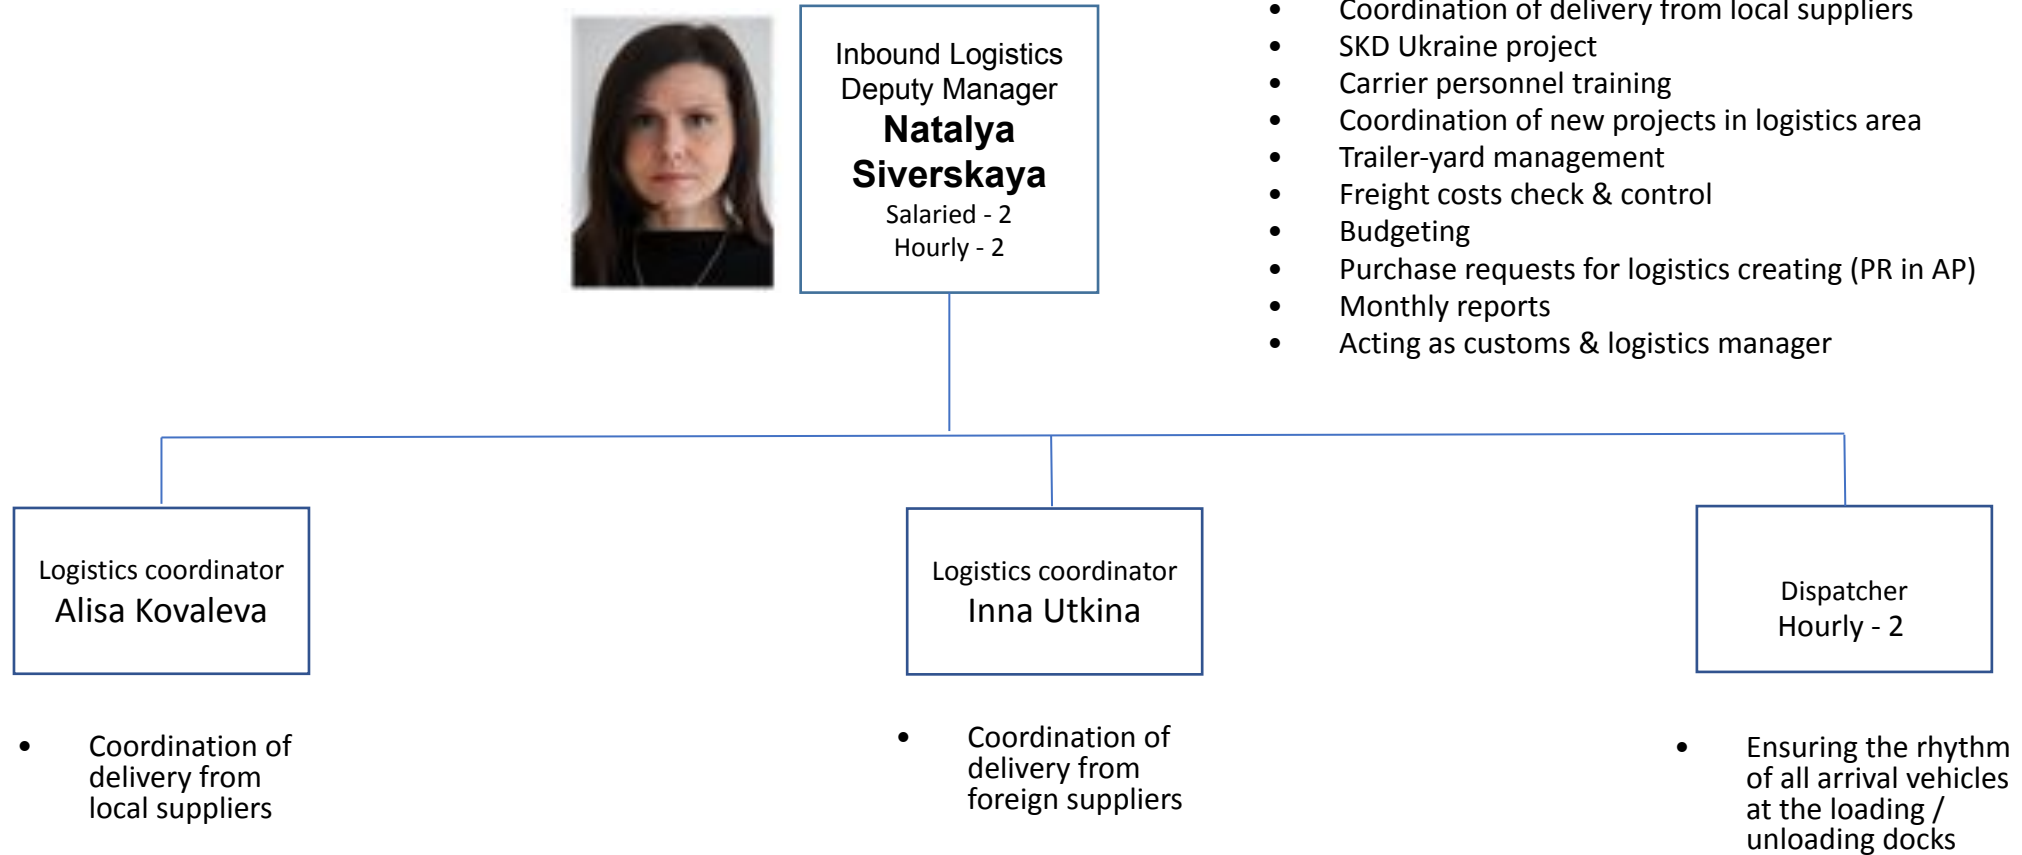 Inbound Logistics
Deputy Manager
Natalya
Siverskaya
Salaried - 2
Hourly - 2
• Coordination of delivery from local suppliers
• SKD Ukraine project
• Carrier personnel training
• Coordination of new projects in logistics area
• Trailer-yard management
• Freight costs check & control
• Budgeting
• Purchase requests for logistics creating (PR in AP)
• Monthly reports
• Acting as customs & logistics manager
Logistics coordinator
Alisa Kovaleva
• Coordination of
delivery from
local suppliers
Logistics coordinator
Inna Utkina
• Coordination of
delivery from
foreign suppliers
Dispatcher
Hourly - 2
• Ensuring the rhythm
of all arrival vehicles
at the loading /
unloading docks